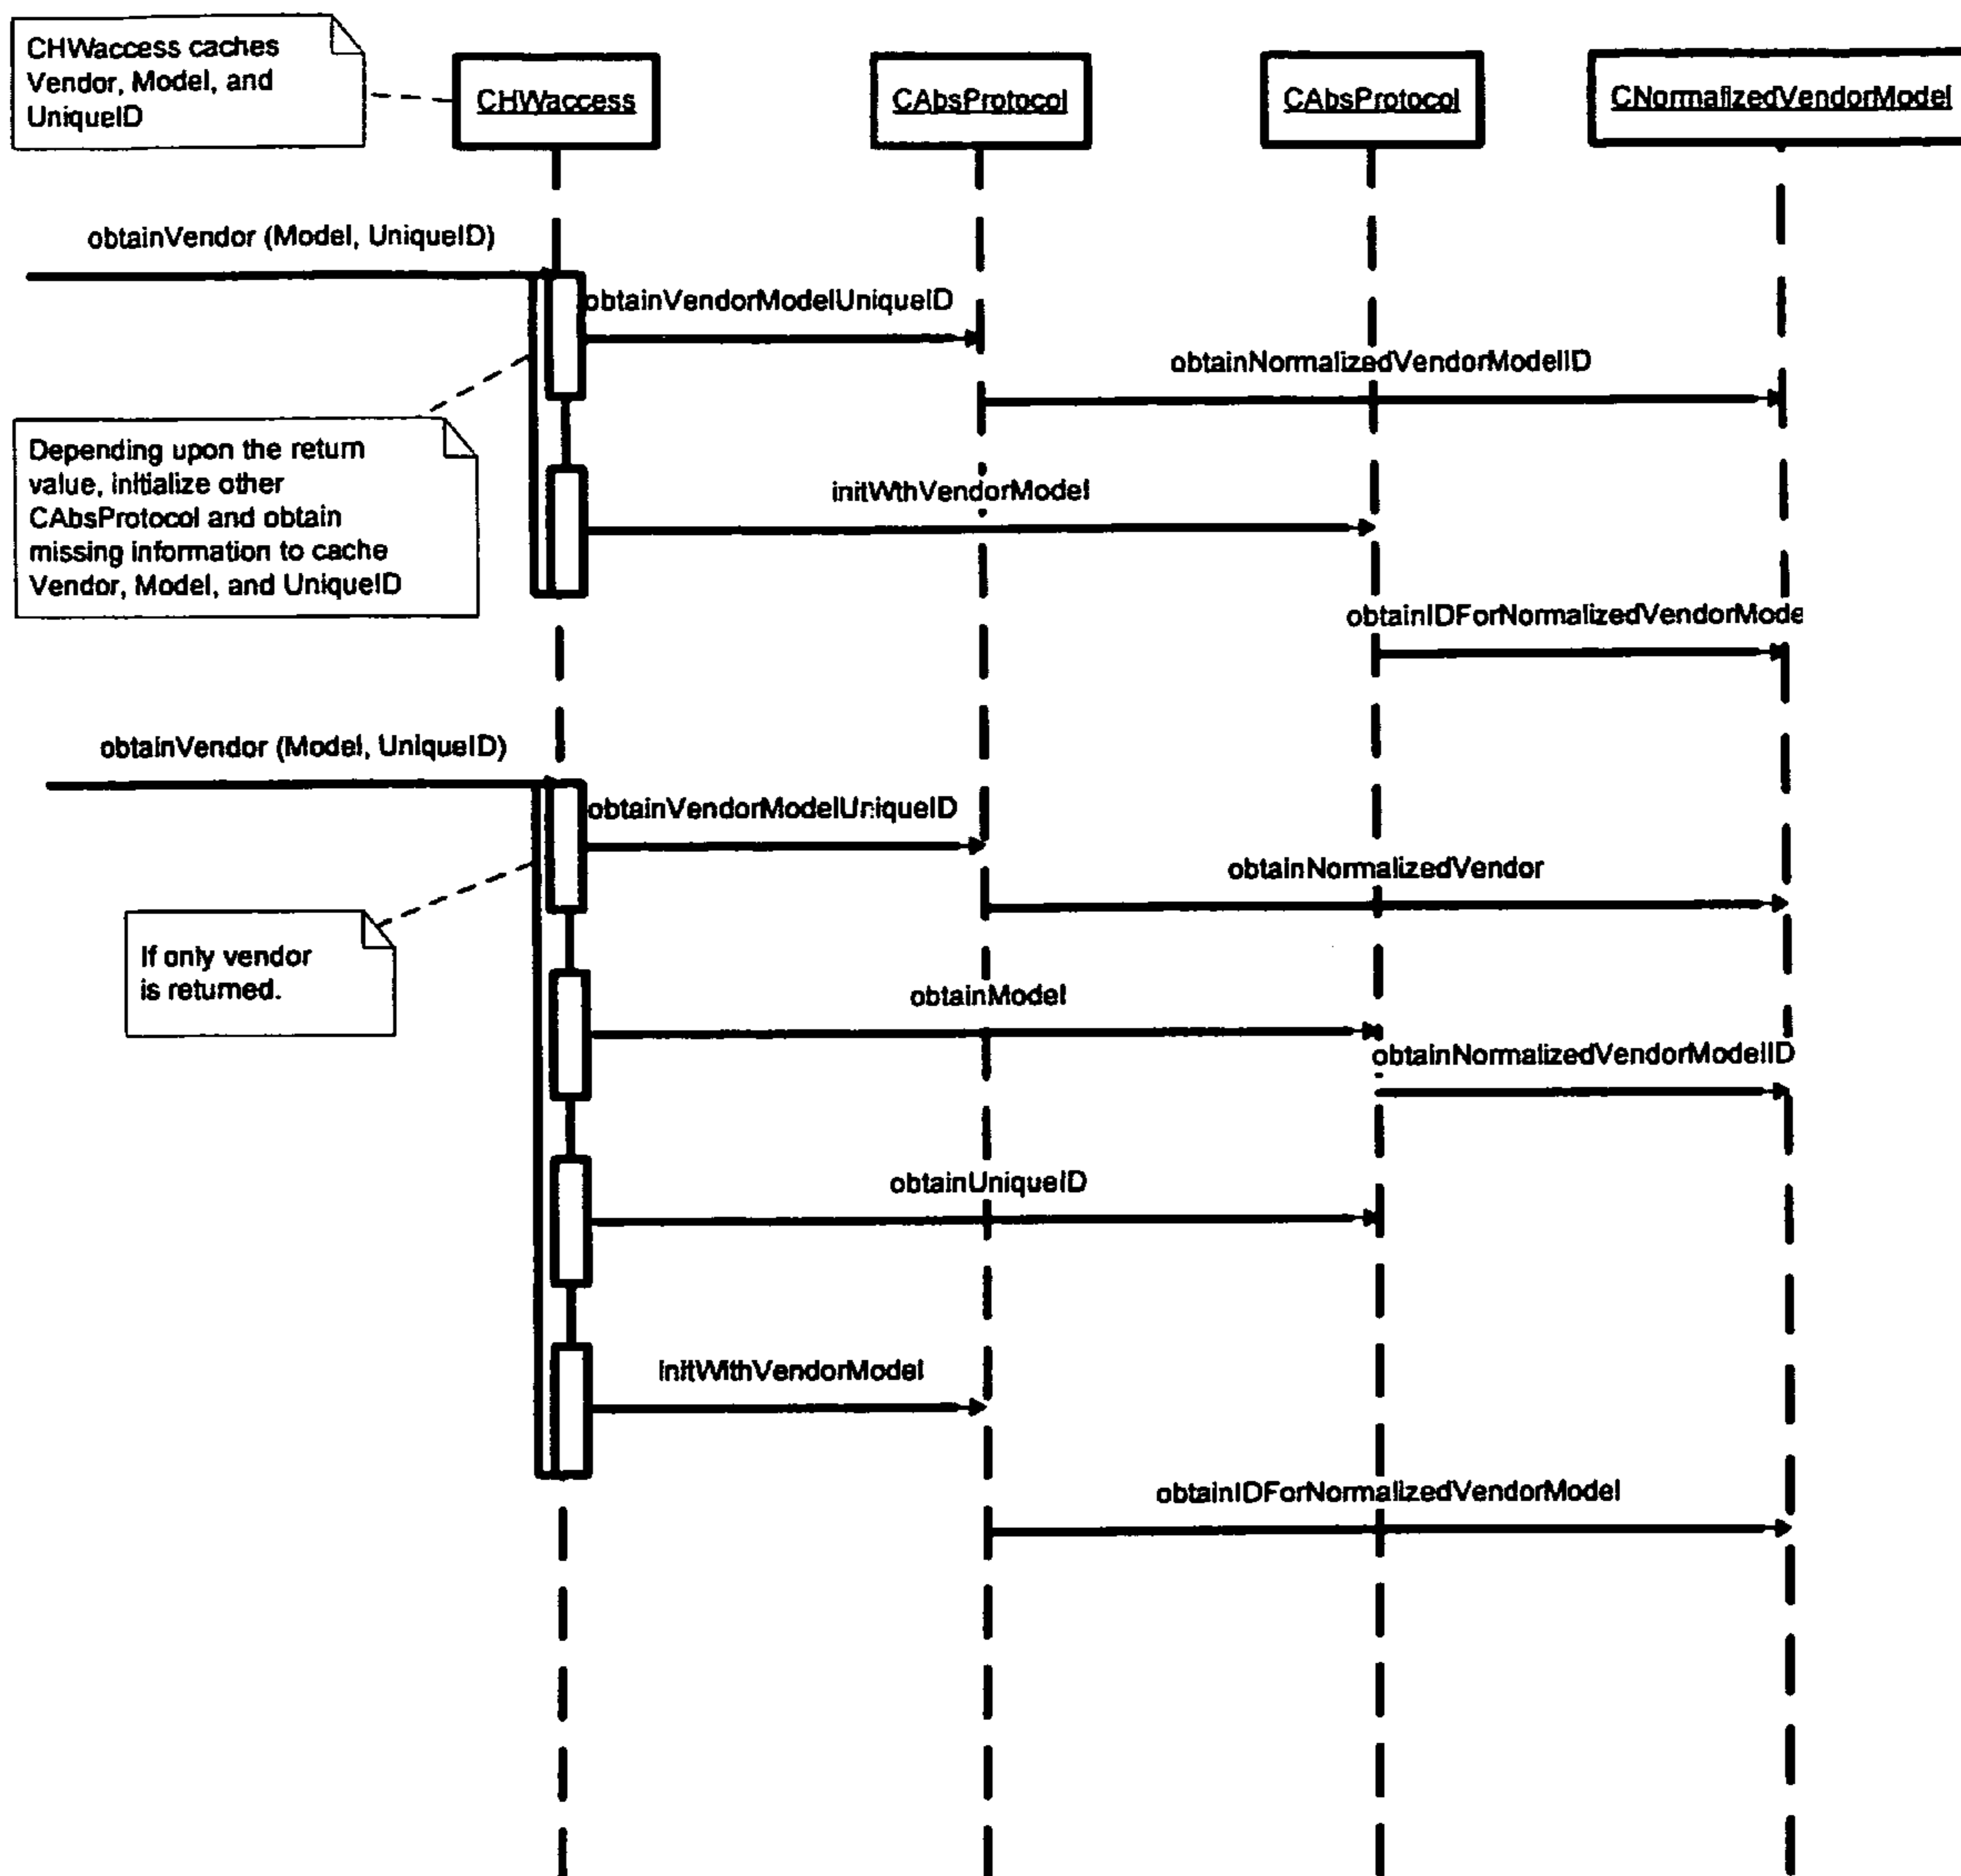 CHWaccess caches
Vendor, Model, and
UniqueID
CHWaccess
CAbsProtocol
CAbsProtocol
CNormalizedVendorModel
obtainVendor (Model, UniqueID)
obtainVendorModelUniqueID
obtainNormalizedVendorModelID
Depending upon the return
value, initialize other
CAbsProtocol and obtain
missing information to cache
Vendor, Model, and UniqueID
initWthVendorModel
obtainIDForNormalizedVendorMode
obtainVendor (Model, UniqueID)
obtainVendorModelUniqueID
obtainNormalizedVendor
If only vendor
is returned.
obtainModel
obtainNormalizedVendorModelID
obtainUniqueID
initWithVendorModel
obtainIDForNormalizedVendorModel